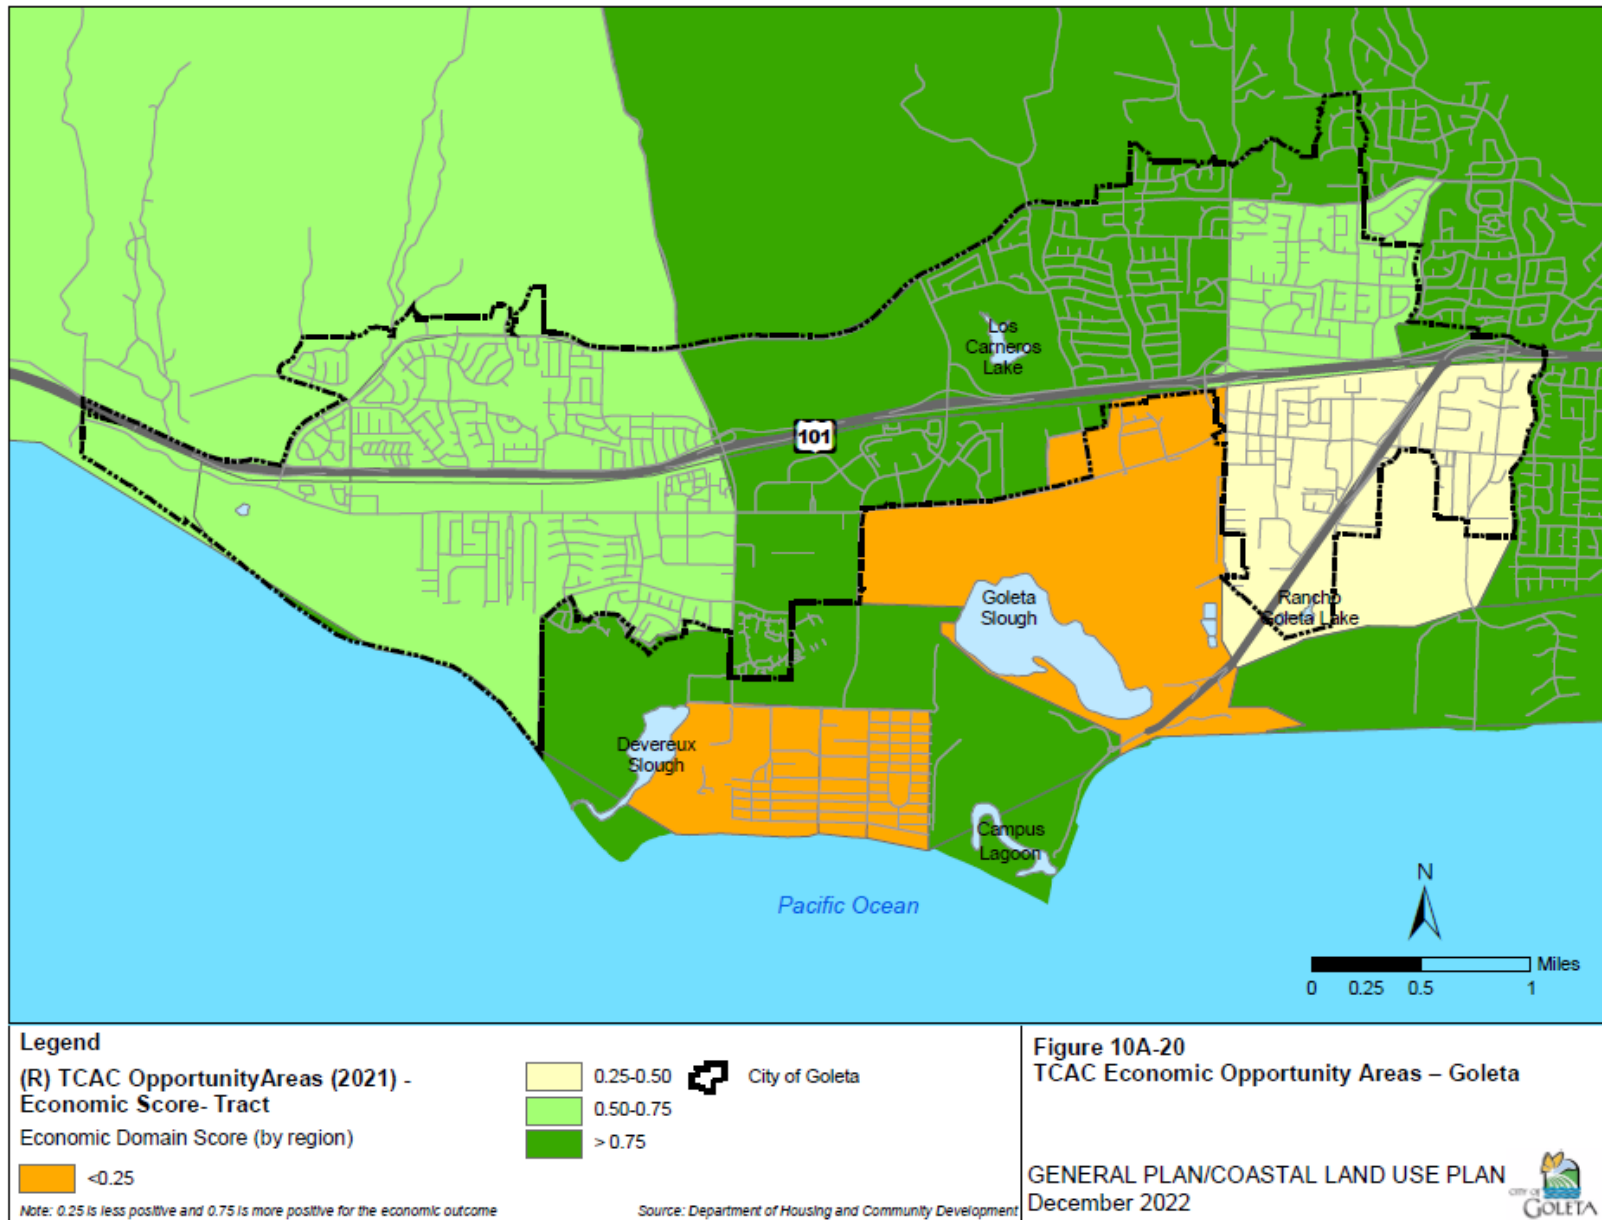 Los
Carneros
Lake
101
Goleta
Slough
Rancho
Goleta Lake
Devereux
Slough
Campus
Lagoon
Pacific Ocean
N
Miles
0 0.25 0.5 1
Legend
(R) TCAC OpportunityAreas (2021) -
Economic Score- Tract
Economic Domain Score (by region)
<0.25
0.25-0.50
0.50-0.75
> 0.75
City of Goleta
Note: 0.25 is less positive and 0.75 is more positive for the economic outcome
Source: Department of Housing and Community Development
Figure 10A-20
TCAC Economic Opportunity Areas – Goleta
GENERAL PLAN/COASTAL LAND USE PLAN
December 2022
CITY OF
GOLETA